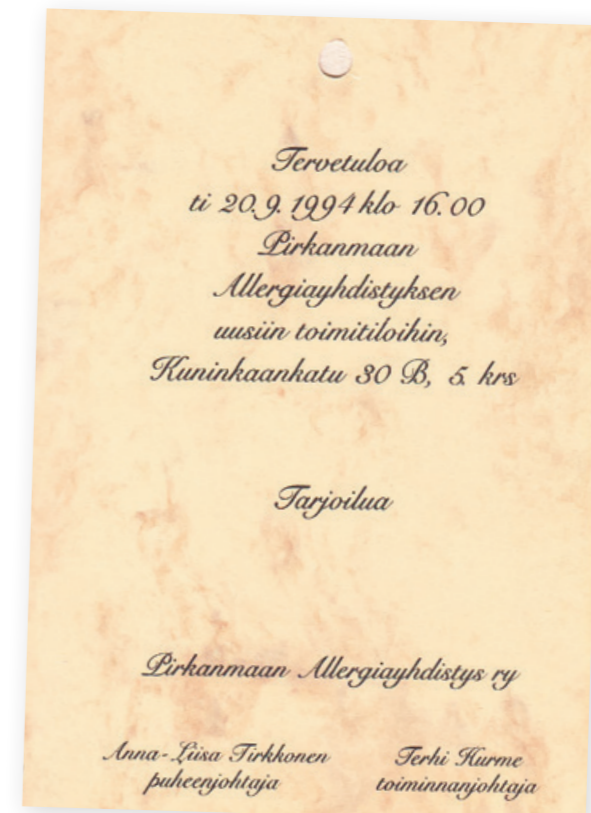 Tervetuloa
ti 20.9.1994 klo 16.00
Pirkanmaan
Allergiayhdistyksen
uusiin toimitiloihin,
Kuninkaankatu 30 B, 5. krs
Tarjoilua
Pirkanmaan Allergiayhdistys ry
Anna-Liisa Tirkkonen
puheenjohtaja
Terhi Kurme
toiminnanjohtaja